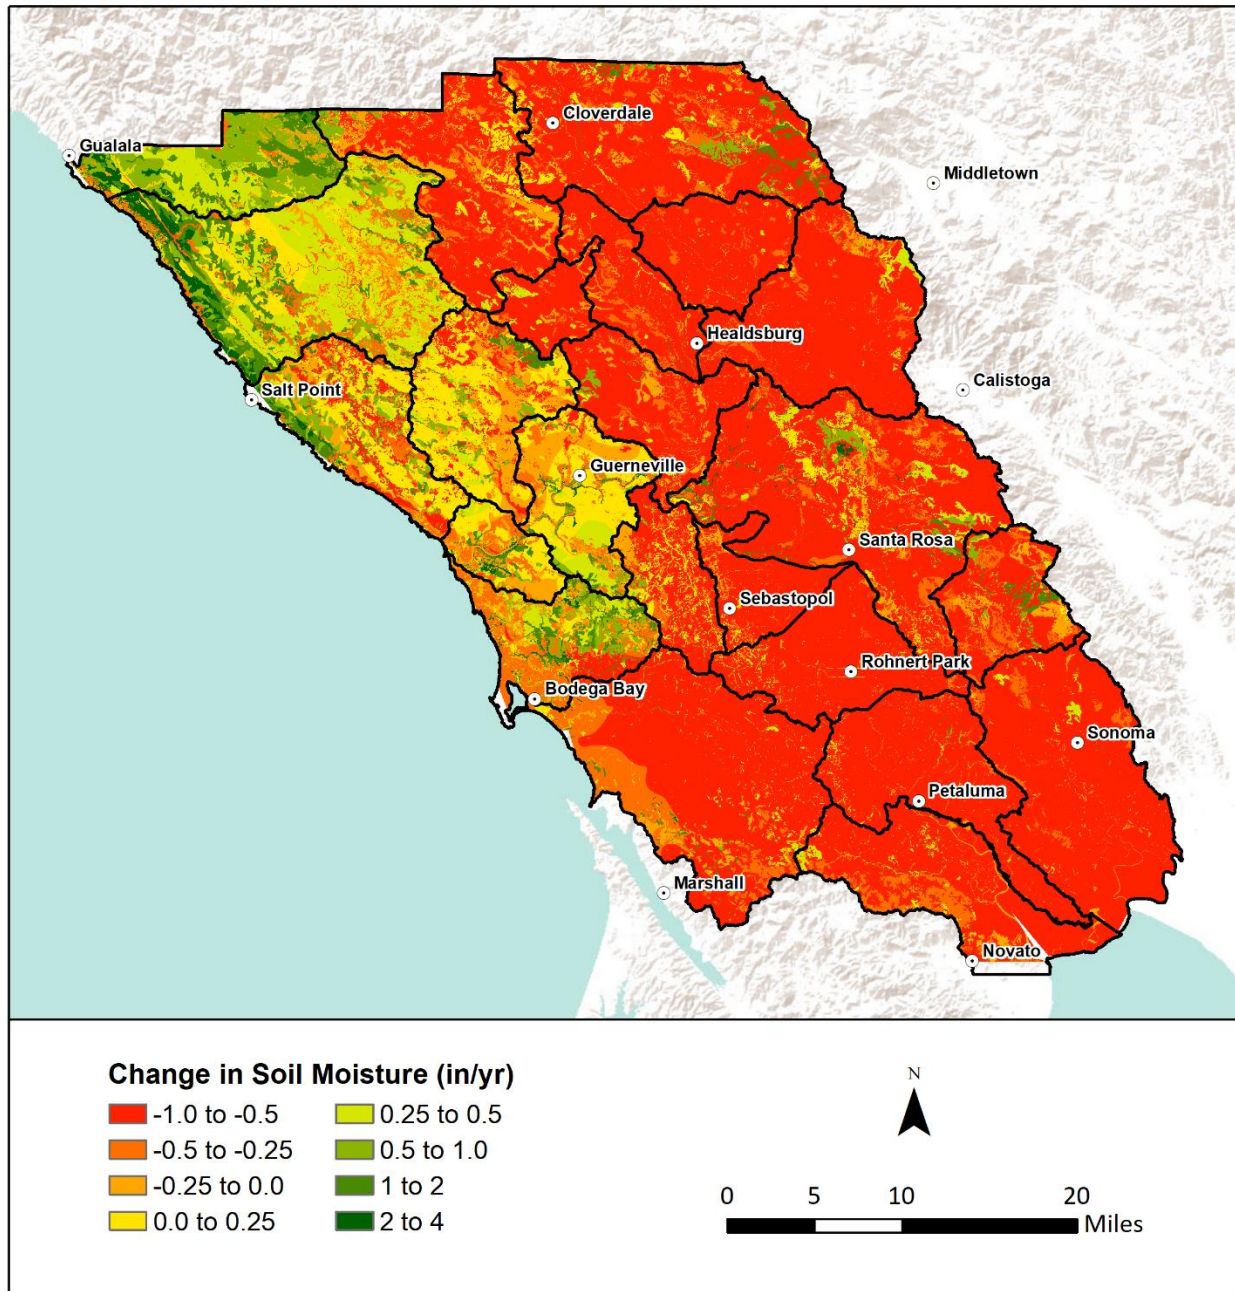 Cloverdale
Gualala
Middletown
Healdsburg
Calistoga
Salt Point
Guerneville
Santa Rosa
Sebastopol
Rohnert Park
Bodega Bay
Sonoma
Petaluma
Marshall
Novato
Change in Soil Moisture (in/yr)
-1.0 to -0.5
0.25 to 0.5
-0.5 to -0.25
0.5 to 1.0
-0.25 to 0.0
1 to 2
0.0 to 0.25
2 to 4
N
0 5 10 20
Miles